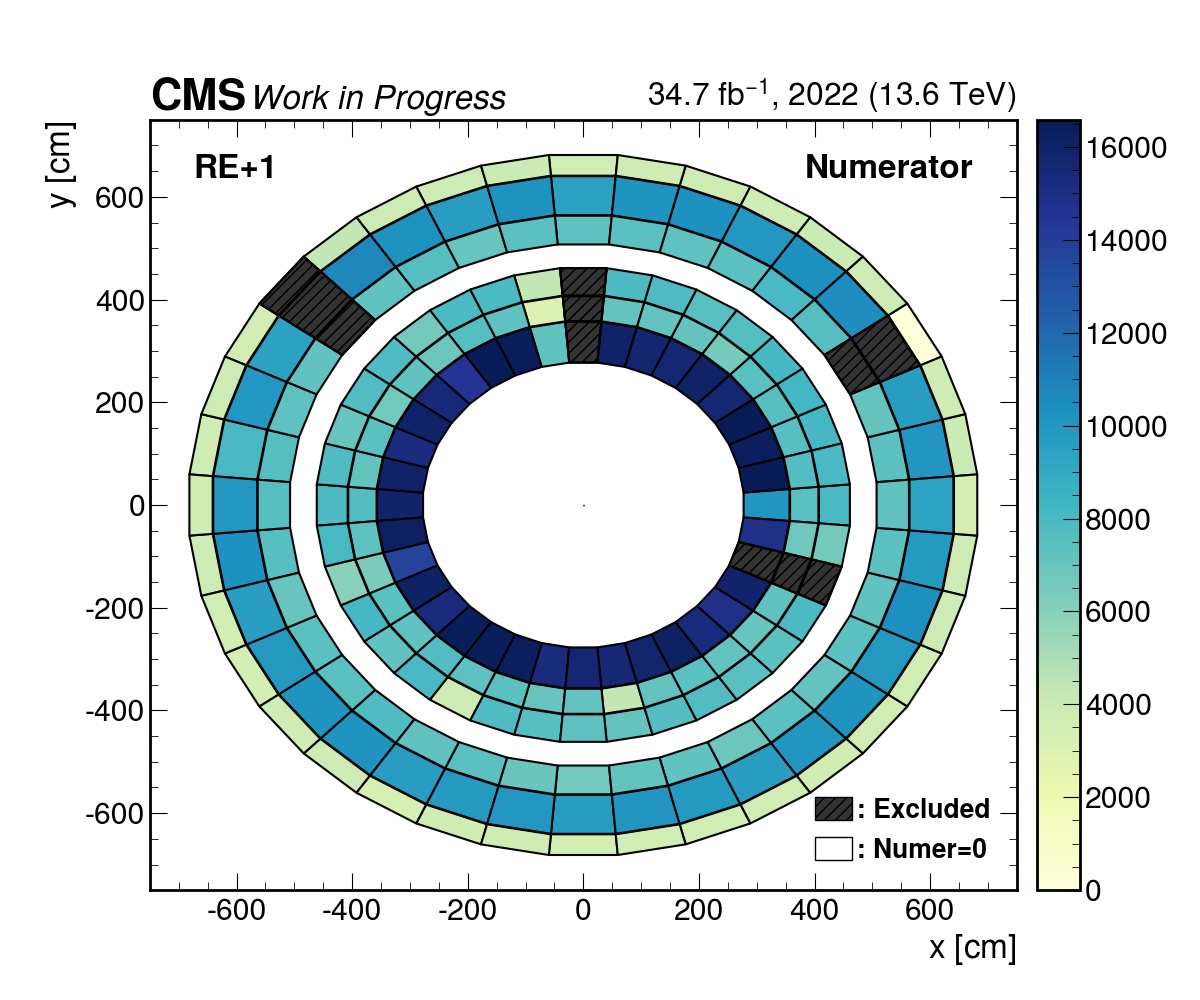 CMS Work in Progress
34.7 fb⁻¹, 2022 (13.6 TeV)
y [cm]
RE+1
Numerator
600
400
200
0
-200
-400
-600
: Excluded
: Numer=0
-600 -400 -200 0 200 400 600
x [cm]
16000
14000
12000
10000
8000
6000
4000
2000
0